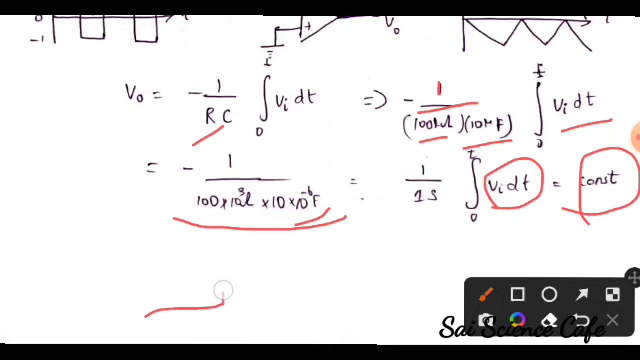 -1 t V₀ t
V₀ = - 1/RC ∫₀ vᵢ dt => - 1/(100kΩ)(10MF) ∫₀ᵗ vᵢ dt
= - 1/100×10³Ω×10×10⁻⁶F = 1/1S ∫₀ᵗ vᵢ dt = const
Sai Science Cafe